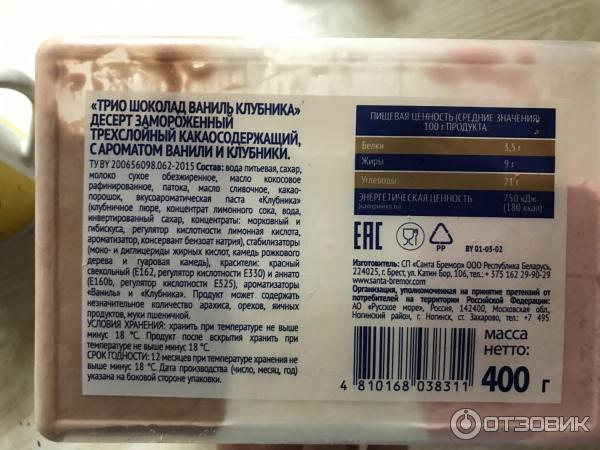 «ТРИО ШОКОЛАД ВАНИЛЬ КЛУБНИКА»
ДЕСЕРТ ЗАМОРОЖЕННЫЙ
ТРЕХСЛОЙНЫЙ КАКАОСОДЕРЖАЩИЙ,
С АРОМАТОМ ВАНИЛИ И КЛУБНИКИ.
ТУ BY 200656098.062-2015 Состав: вода питьевая, сахар,
молоко сухое обезжиренное, масло кокосовое
рафинированное, патока, масло сливочное, какао-
порошок, вкусоароматическая паста «Клубника»
(клубничное пюре, концентрат лимонного сока, вода,
инвертированный сахар, концентраты: морковный и
гибискуса, регулятор кислотности лимонная кислота,
ароматизатор, консервант бензоат натрия), стабилизаторы
(моно- и диглицериды жирных кислот, камедь рожкового
дерева и гуаровая камедь), красители: красный
свекольный (Е162, регулятор кислотности Е330) и аннато
(Е160b, регулятор кислотности Е525), ароматизаторы
«Ваниль» и «Клубника». Продукт может содержать
незначительное количество арахиса, орехов, яичных
продуктов, муки пшеничной.
УСЛОВИЯ ХРАНЕНИЯ: хранить при температуре не выше
минус 18 °С. Продукт после вскрытия хранить при
температуре не выше минус 18 °С.
СРОК ГОДНОСТИ: 12 месяцев при температуре хранения не
выше минус 18 °С. Дата производства (число, месяц, год)
указана на боковой стороне упаковки.
ПИЩЕВАЯ ЦЕННОСТЬ (СРЕДНИЕ ЗНАЧЕНИЯ)
100 г ПРОДУКТА:
Белки 3,5 г
Жиры 9 г
Углеводы 21 г
ЭНЕРГЕТИЧЕСКАЯ ЦЕННОСТЬ 750 кДж
(калорийность) (180 ккал)
EAC
PP
BY 01-05-02
Изготовитель: СП «Санта Бремор» ООО Республика Беларусь,
224025, г. Брест, ул. Катин Бор, 106, тел.: + 375 162 29-90-29
www.santa-bremor.com
Организация, уполномоченная на принятие претензий от
потребителей на территории Российской Федерации:
АО «Русское море», Россия, 142400, Московская обл.,
Ногинский район, г. Ногинск, ст. Захарово, тел.: +7 495
масса
нетто:
400 г
4 810168 038311
ОТЗОВИК